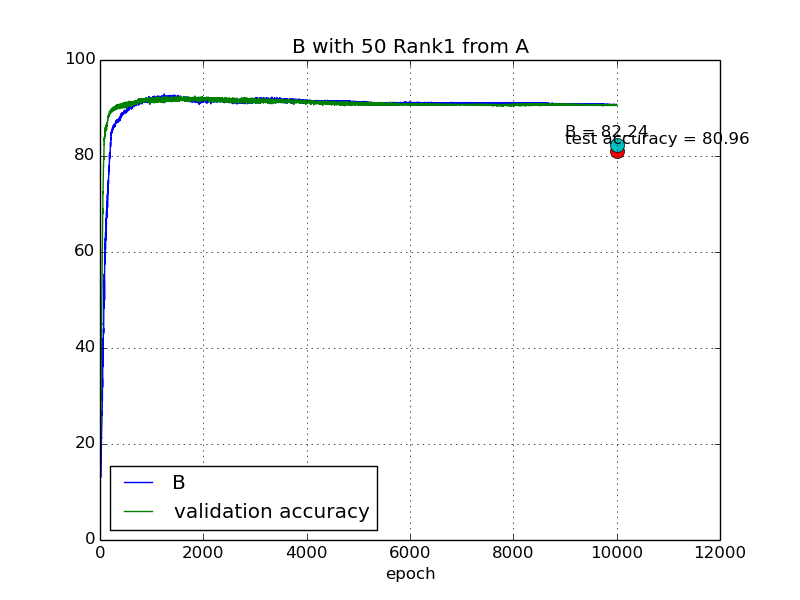 B with 50 Rank1 from A
100
80
60
40
20
0
B = 82.24
test accuracy = 80.96
B
validation accuracy
0 2000 4000 6000 8000 10000 12000
epoch